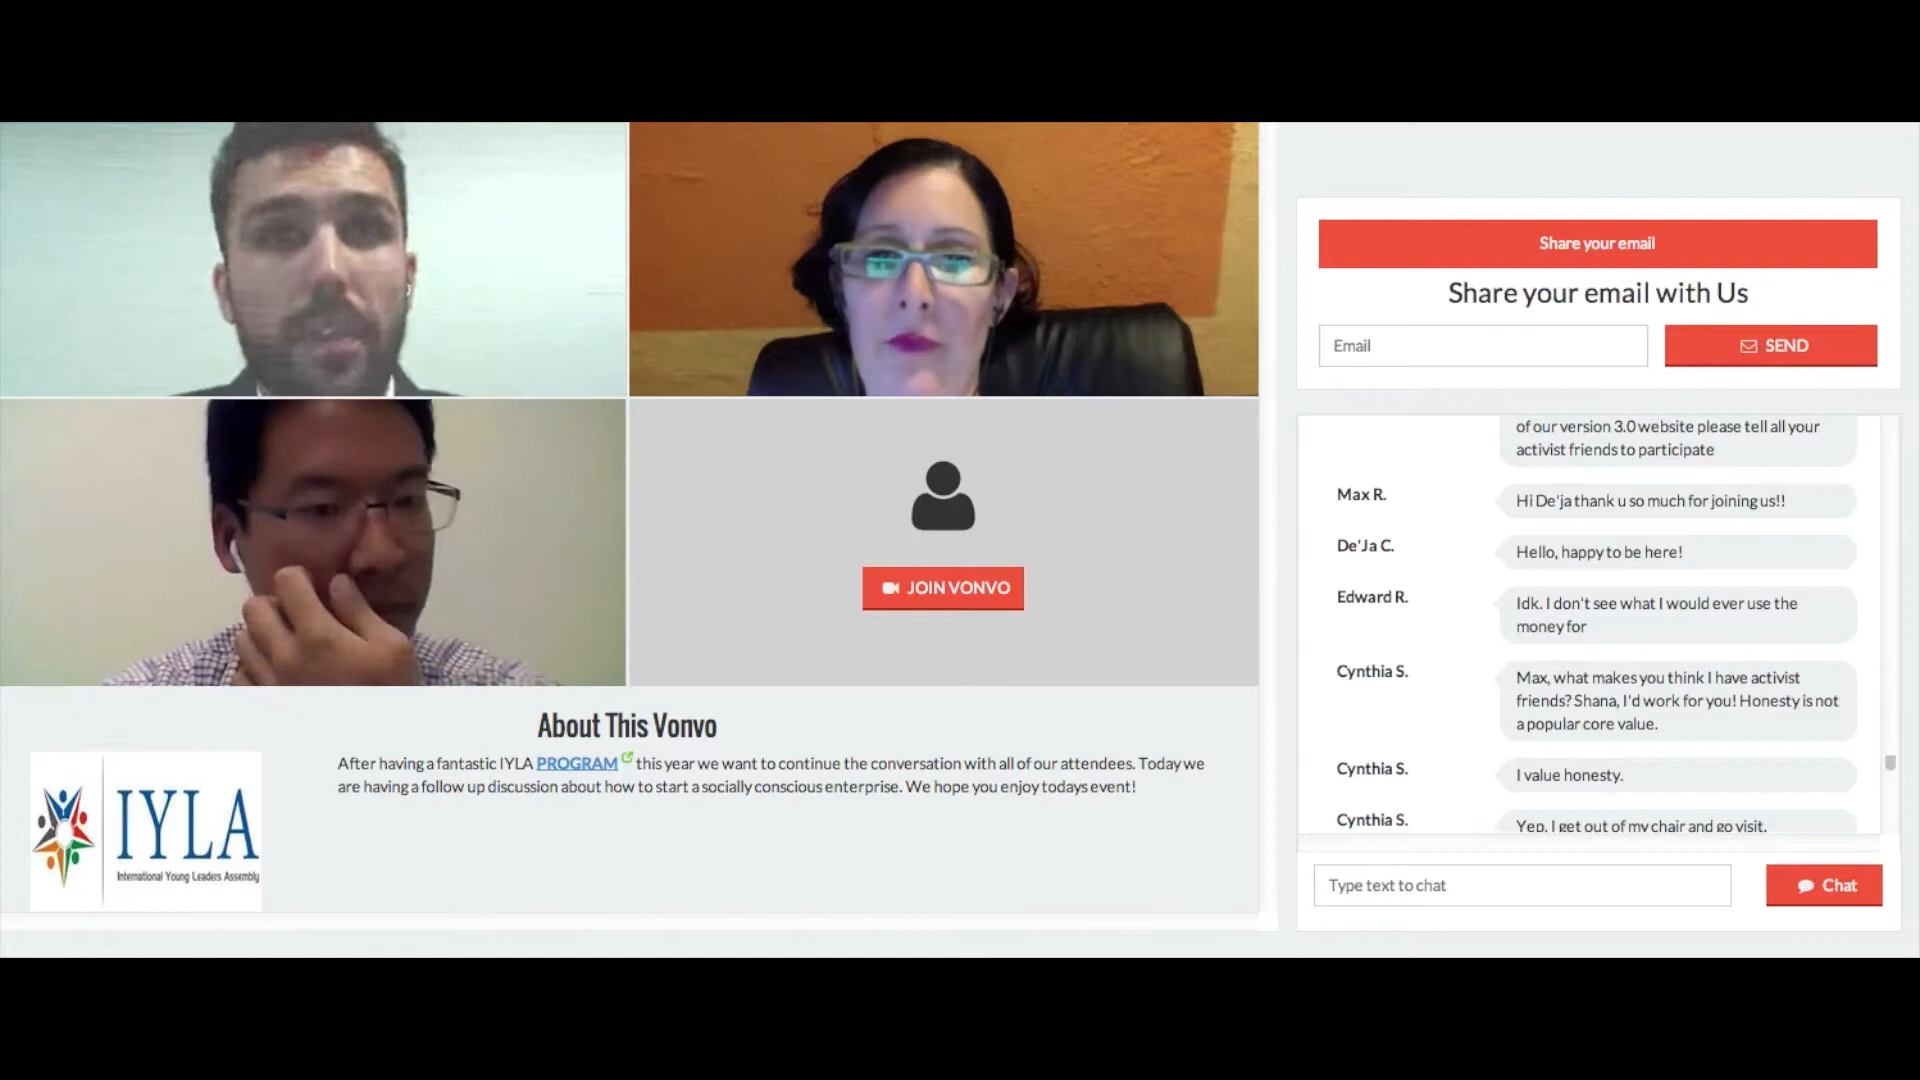 Share your email
Share your email with Us
Email
SEND
of our version 3.0 website please tell all your
activist friends to participate
Max R.
Hi De'ja thank u so much for joining us!!
De'Ja C.
Hello, happy to be here!
Edward R.
Idk. I don't see what I would ever use the
money for
Cynthia S.
Max, what makes you think I have activist
friends? Shana, I'd work for you! Honesty is not
a popular core value.
Cynthia S.
I value honesty.
Cynthia S.
Yep. I get out of my chair and go visit.
Type text to chat
Chat
JOIN VONVO
About This Vonvo
After having a fantastic IYLA PROGRAM this year we want to continue the conversation with all of our attendees. Today we
are having a follow up discussion about how to start a socially conscious enterprise. We hope you enjoy todays event!
IYLA
International Young Leaders Assembly